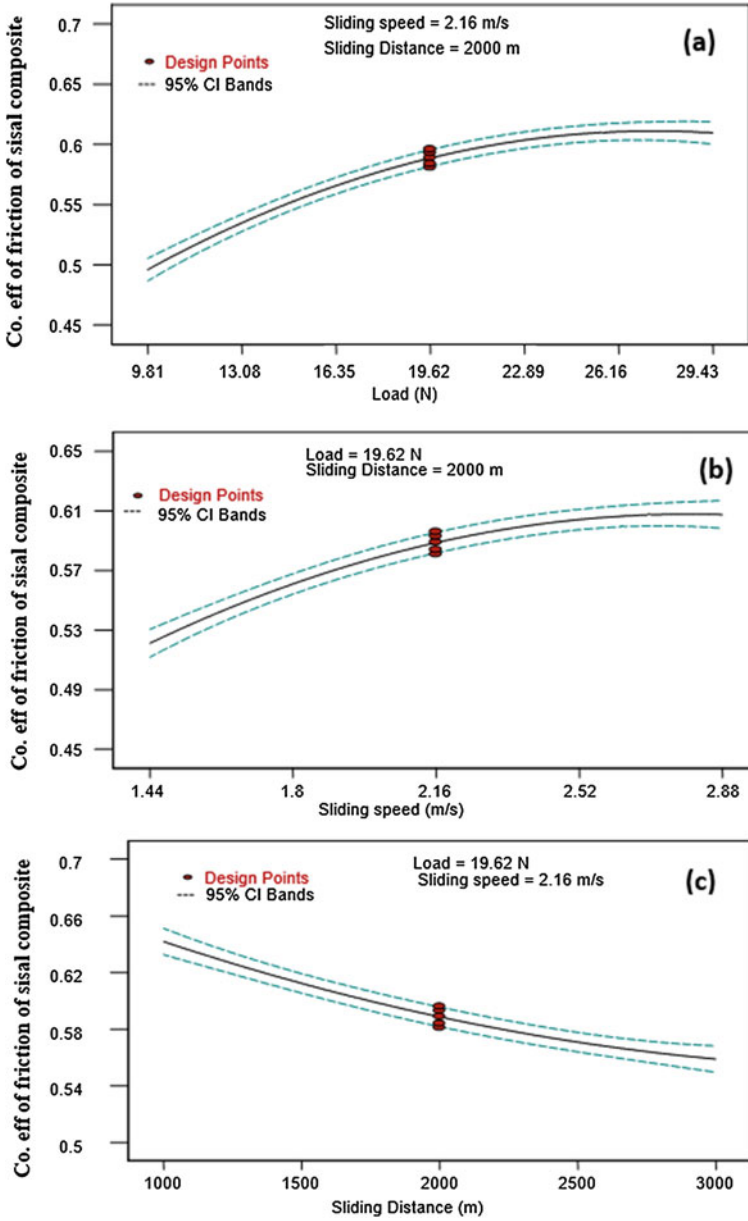 0.7
Sliding speed = 2.16 m/s
(a)
Sliding Distance = 2000 m
Design Points
95% CI Bands
0.6
0.55
0.5
0.45
Co. eff of friction of sisal composite
9.81 13.08 16.35 19.62 22.89 26.16 29.43
Load (N)
0.65
Load = 19.62 N
(b)
Sliding Distance = 2000 m
Design Points
95% CI Bands
0.61
0.57
0.53
0.49
0.45
Co. eff of friction of sisal composite
1.44 1.8 2.16 2.52 2.88
Sliding speed (m/s)
0.7
Load = 19.62 N
(c)
Design Points
Sliding speed = 2.16 m/s
95% CI Bands
0.66
0.62
0.58
0.54
0.5
Co. eff of friction of sisal composite
1000 1500 2000 2500 3000
Sliding Distance (m)